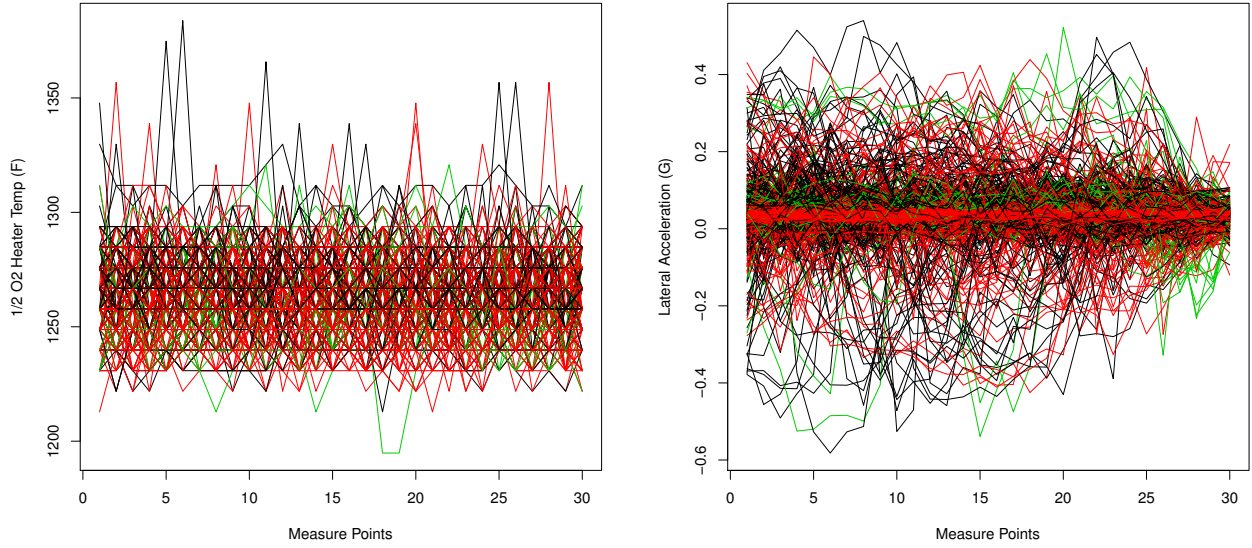 1/2 O2 Heater Temp (F)
1350
1300
1250
1200
0 5 10 15 20 25 30
Measure Points
Lateral Acceleration (G)
0.4
0.2
0.0
−0.2
−0.4
−0.6
0 5 10 15 20 25 30
Measure Points